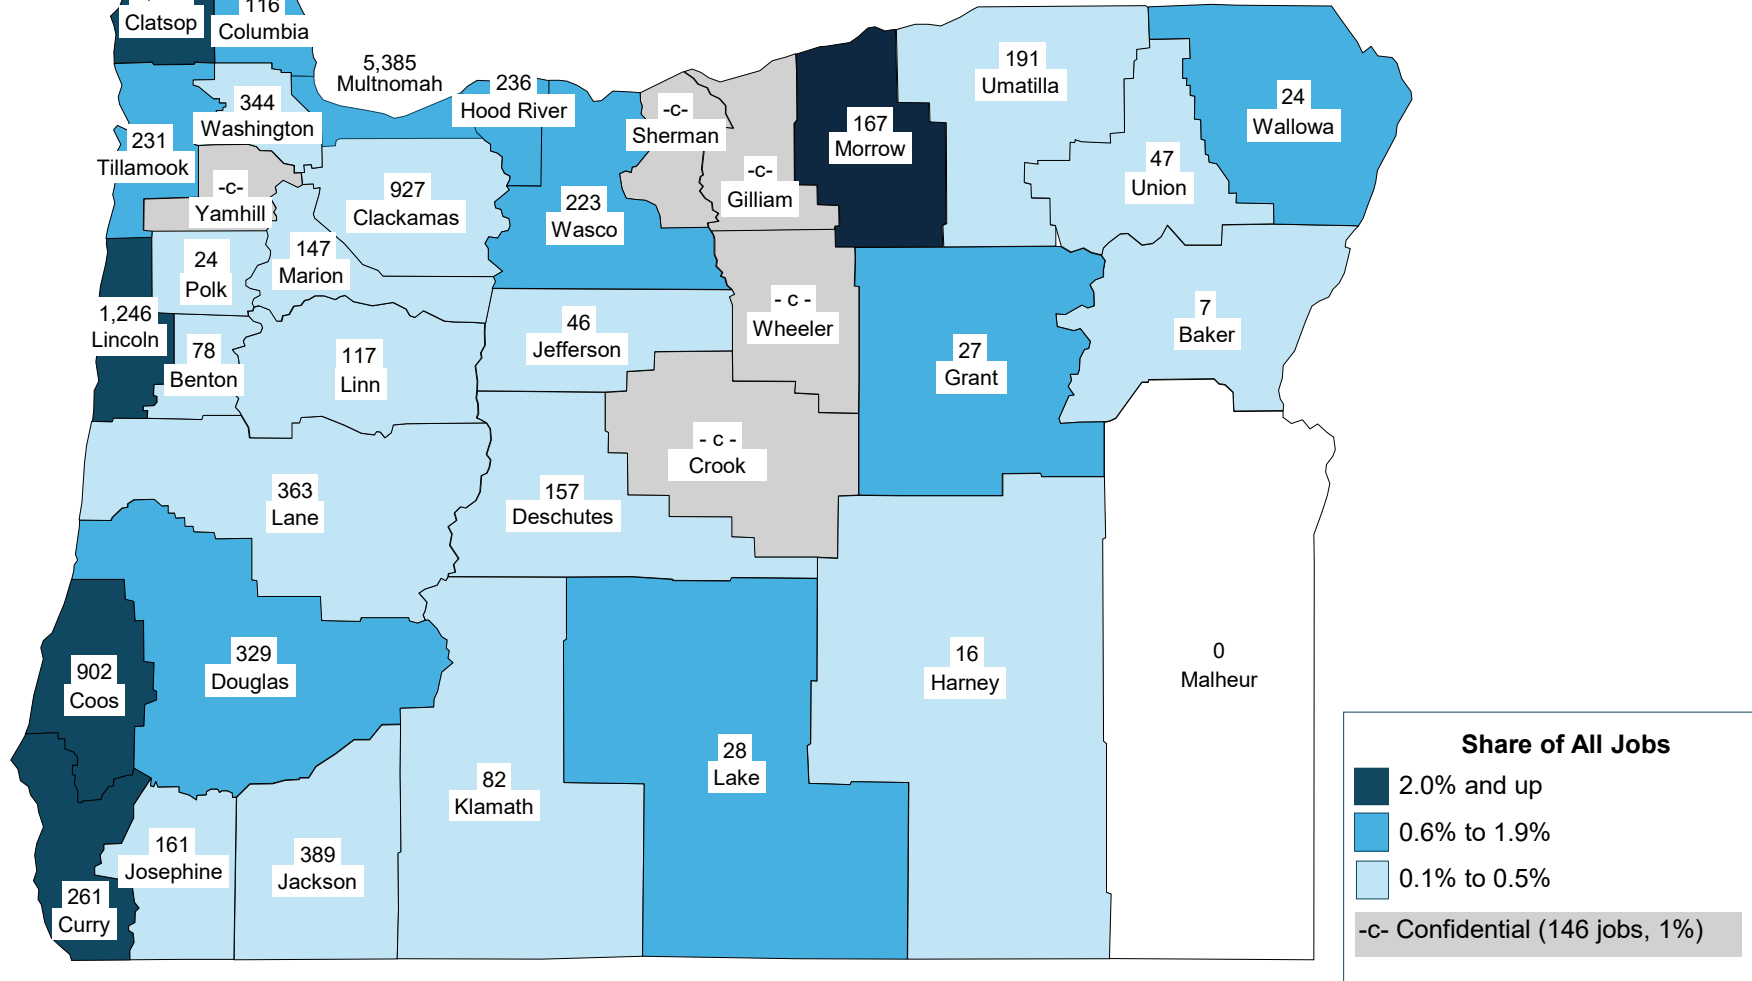 Clatsop
116
Columbia
5,385
Multnomah
236
Hood River
344
Washington
231
Tillamook
-c-
Yamhill
927
Clackamas
-c-
Sherman
-c-
Gilliam
167
Morrow
191
Umatilla
24
Wallowa
47
Union
223
Wasco
147
Marion
24
Polk
1,246
Lincoln
78
Benton
117
Linn
46
Jefferson
- c -
Wheeler
27
Grant
7
Baker
- c -
Crook
363
Lane
157
Deschutes
902
Coos
329
Douglas
16
Harney
0
Malheur
28
Lake
82
Klamath
161
Josephine
389
Jackson
261
Curry
Share of All Jobs
2.0% and up
0.6% to 1.9%
0.1% to 0.5%
-c- Confidential (146 jobs, 1%)